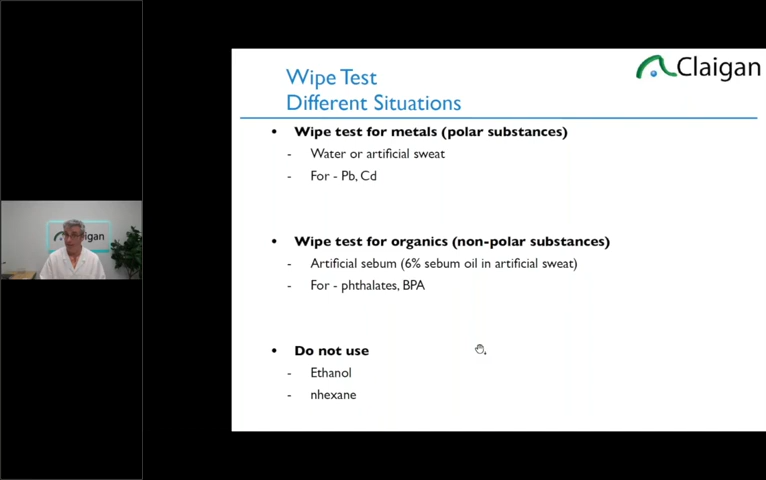 Claigan
Wipe Test
Different Situations
• Wipe test for metals (polar substances)
- Water or artificial sweat
- For - Pb, Cd
• Wipe test for organics (non-polar substances)
- Artificial sebum (6% sebum oil in artificial sweat)
- For - phthalates, BPA
• Do not use
- Ethanol
- nhexane
igan